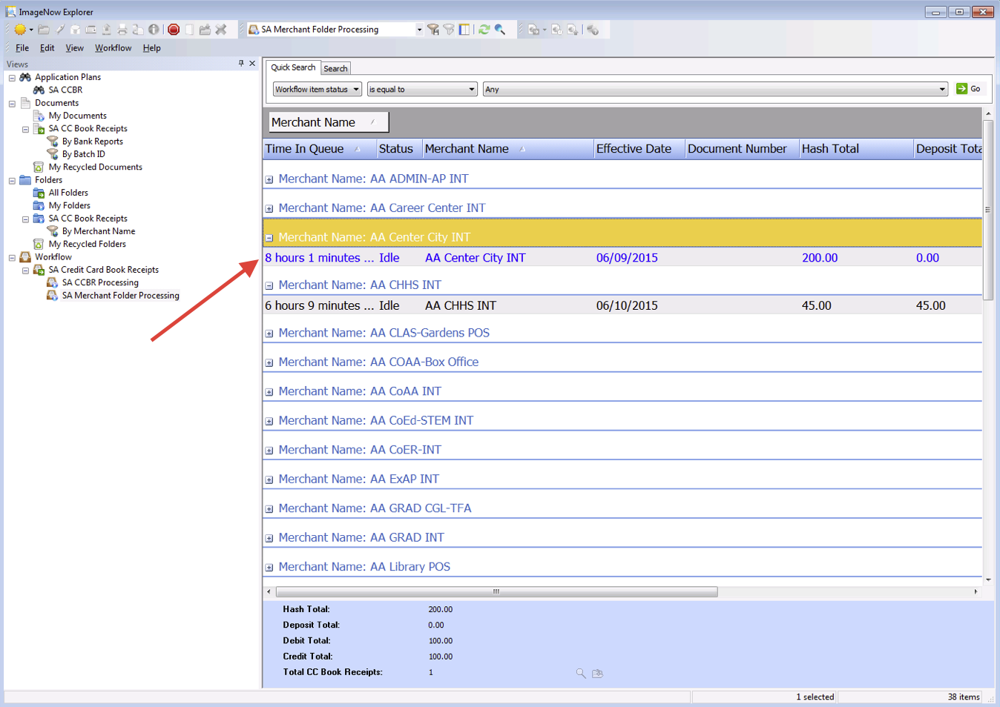 ImageNow Explorer
SA Merchant Folder Processing
File Edit View Workflow Help
Views
Application Plans
SA CCBR
Documents
My Documents
SA CC Book Receipts
By Bank Reports
By Batch ID
My Recycled Documents
Folders
All Folders
My Folders
SA CC Book Receipts
By Merchant Name
My Recycled Folders
Workflow
SA Credit Card Book Receipts
SA CCBR Processing
SA Merchant Folder Processing
Quick Search Search
Workflow item status is equal to Any Go
Merchant Name
Time In Queue Status Merchant Name Effective Date Document Number Hash Total Deposit Tota
Merchant Name: AA ADMIN-AP INT
Merchant Name: AA Career Center INT
Merchant Name: AA Center City INT
8 hours 1 minutes ... Idle AA Center City INT 06/09/2015 200.00 0.00
Merchant Name: AA CHHS INT
6 hours 9 minutes ... Idle AA CHHS INT 06/10/2015 45.00 45.00
Merchant Name: AA CLAS-Gardens POS
Merchant Name: AA COAA-Box Office
Merchant Name: AA CoAA INT
Merchant Name: AA CoEd-STEM INT
Merchant Name: AA CoER-INT
Merchant Name: AA ExAP INT
Merchant Name: AA GRAD CGL-TFA
Merchant Name: AA GRAD INT
Merchant Name: AA Library POS
Hash Total: 200.00
Deposit Total: 0.00
Debit Total: 100.00
Credit Total: 100.00
Total CC Book Receipts: 1
1 selected 38 items